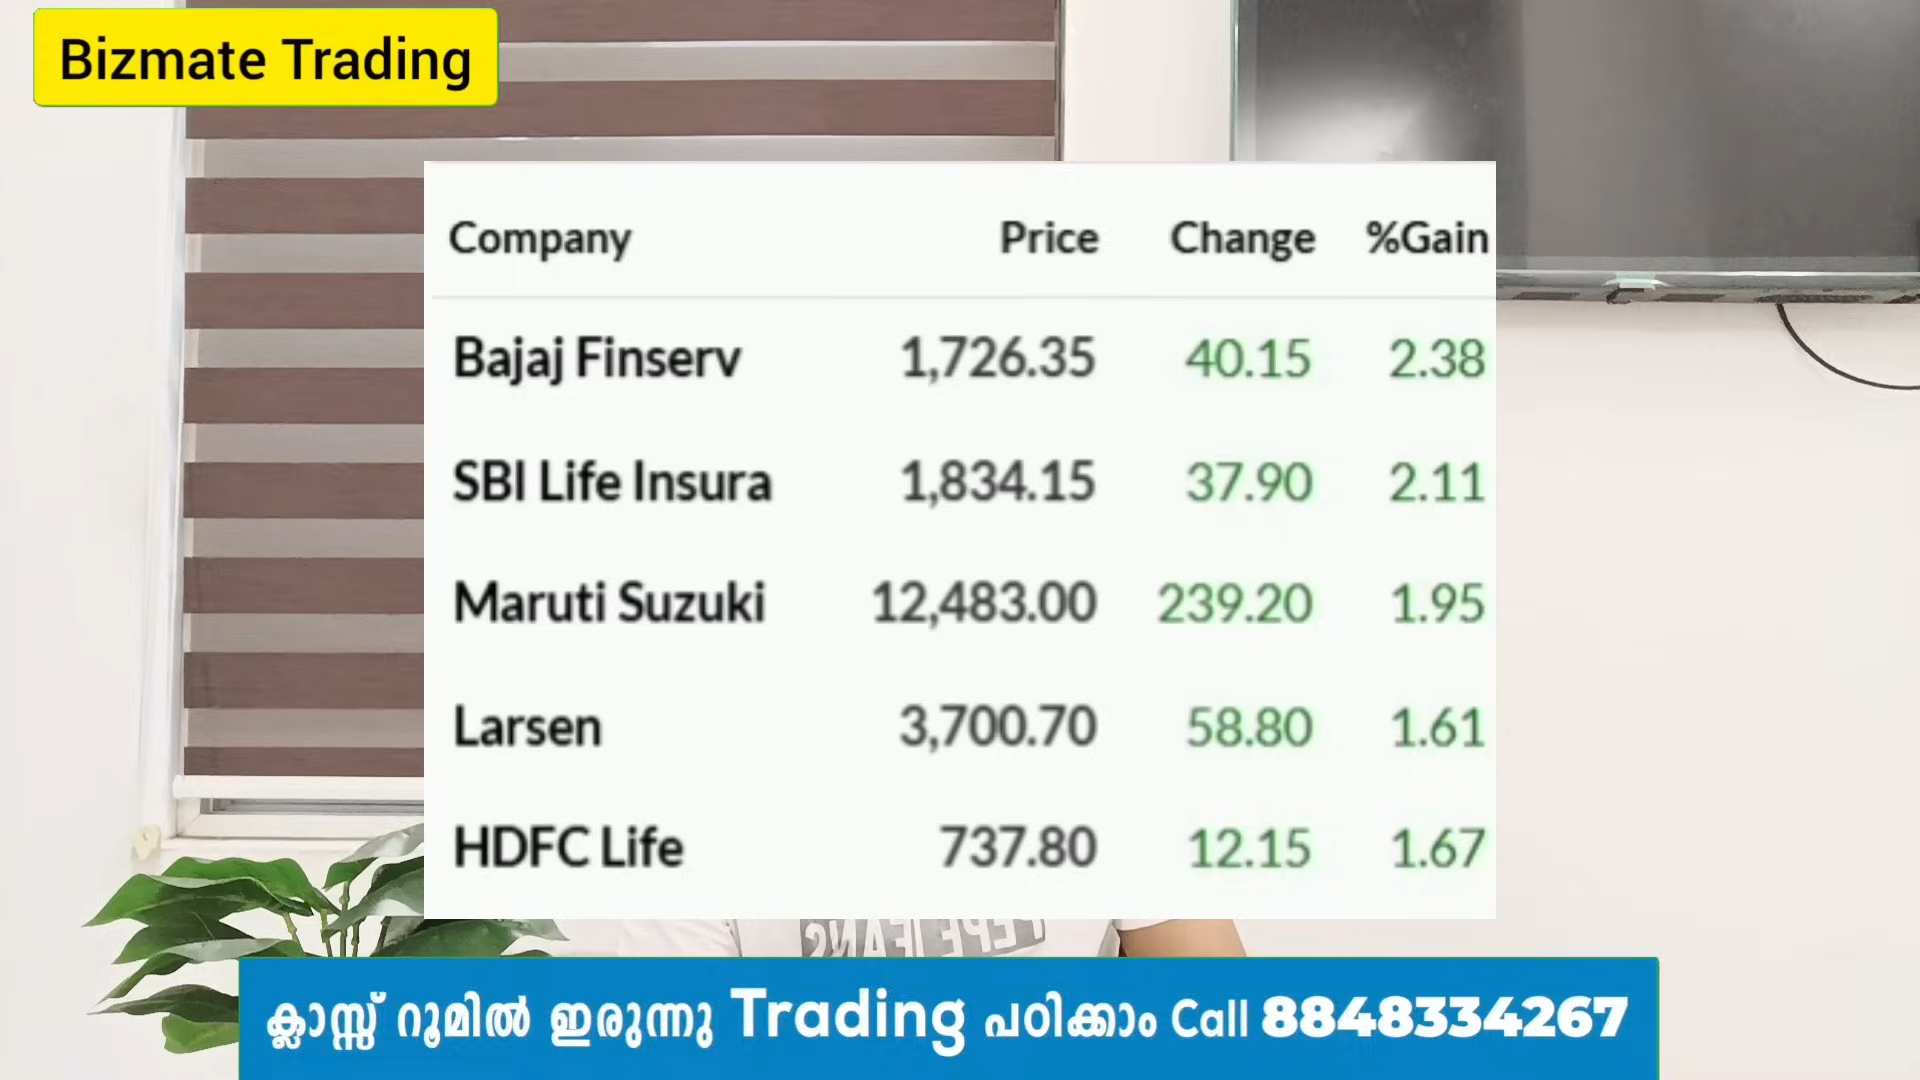 Bizmate Trading
Company Price Change %Gain
Bajaj Finserv 1,726.35 40.15 2.38
SBI Life Insura 1,834.15 37.90 2.11
Maruti Suzuki 12,483.00 239.20 1.95
Larsen 3,700.70 58.80 1.61
HDFC Life 737.80 12.15 1.67
PEPE JEANS
ക്ലാസ്സ് റൂമിൽ ഇരുന്നു Trading പഠിക്കാം Call 8848334267